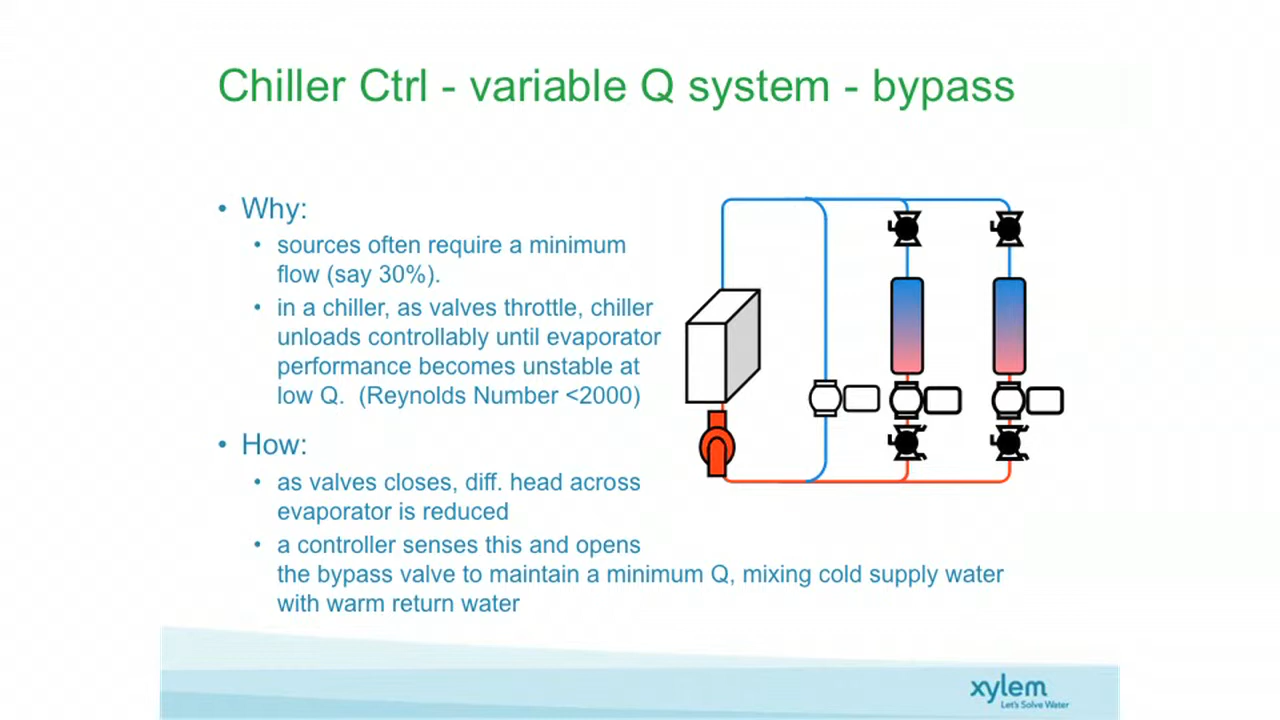 Chiller Ctrl - variable Q system - bypass
• Why:
• sources often require a minimum
flow (say 30%).
• in a chiller, as valves throttle, chiller
unloads controllably until evaporator
performance becomes unstable at
low Q.  (Reynolds Number <2000)
• How:
• as valves closes, diff. head across
evaporator is reduced
• a controller senses this and opens
the bypass valve to maintain a minimum Q, mixing cold supply water
with warm return water
xylem
Let's Solve Water